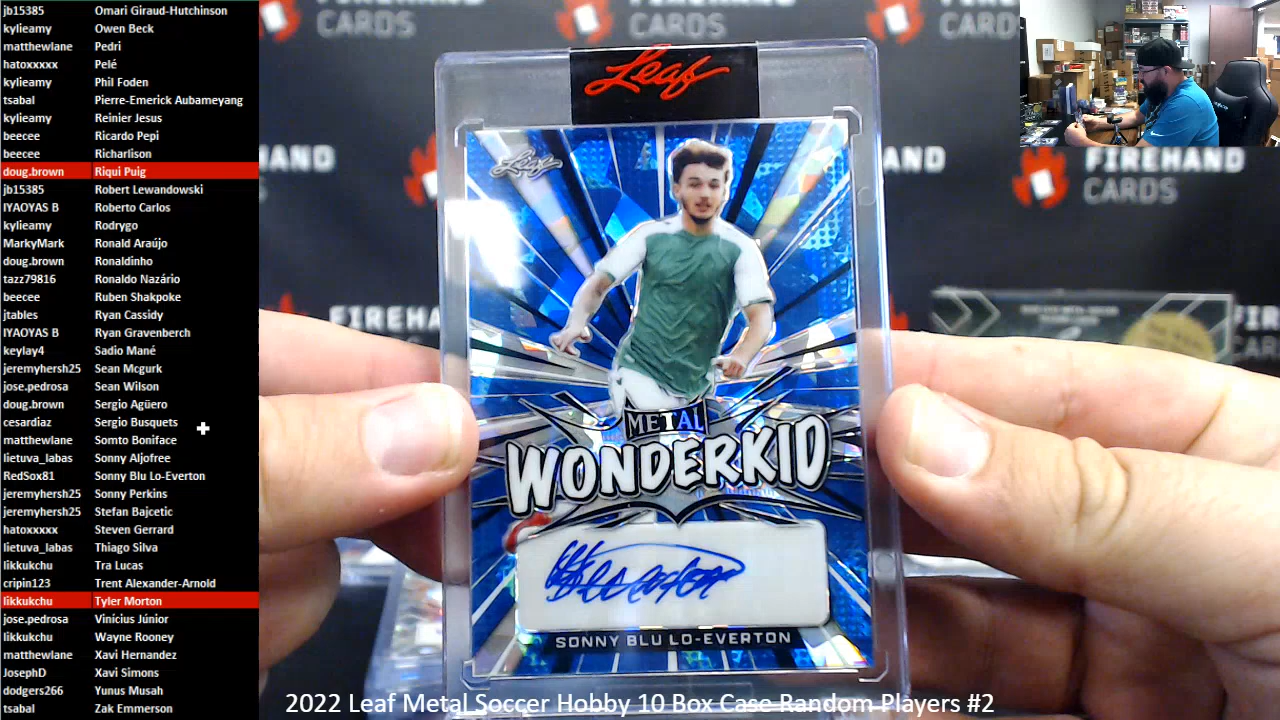 jb15385 Omari Giraud-Hutchinson
kylieamy Owen Beck
matthewlane Pedri
hatoxxxxx Pelé
kylieamy Phil Foden
tsabal Pierre-Emerick Aubameyang
kylieamy Reinier Jesus
beecee Ricardo Pepi
beecee Richarlison
doug.brown Riqui Puig
jb15385 Robert Lewandowski
IYAOYAS B Roberto Carlos
kylieamy Rodrygo
MarkyMark Ronald Araújo
doug.brown Ronaldinho
tazz79816 Ronaldo Nazário
beecee Ruben Shakpoke
jtables Ryan Cassidy
IYAOYAS B Ryan Gravenberch
keylay4 Sadio Mané
jeremyhersh25 Sean Mcgurk
jose.pedrosa Sean Wilson
doug.brown Sergio Agüero
cesardiaz Sergio Busquets
matthewlane Somto Boniface
lietuva_labas Sonny Aljofree
RedSox81 Sonny Blu Lo-Everton
jeremyhersh25 Sonny Perkins
jeremyhersh25 Stefan Bajcetic
hatoxxxxx Steven Gerrard
lietuva_labas Thiago Silva
likkukchu Tra Lucas
cripin123 Trent Alexander-Arnold
likkukchu Tyler Morton
jose.pedrosa Vinícius Júnior
likkukchu Wayne Rooney
matthewlane Xavi Hernandez
JosephD Xavi Simons
dodgers266 Yunus Musah
tsabal Zak Emmerson
CARDS
CARDS
CARDS
Leaf
Leaf
FIREHAND
CARDS
FIREHAND
CARDS
FIREHA
METAL
WONDERKID
SONNY BLU LO-EVERTON
2022 Leaf Metal Soccer Hobby 10 Box Case Random Players #2